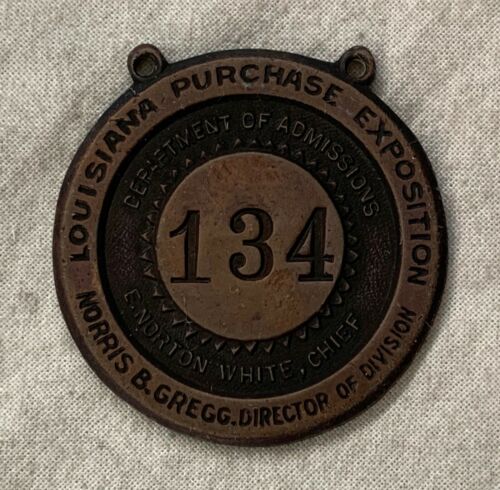 LOUISIANA PURCHASE EXPOSITION
DEPARTMENT OF ADMISSIONS
134
E. NORTON WHITE, CHIEF
NORRIS B. GREGG. DIRECTOR OF DIVISION